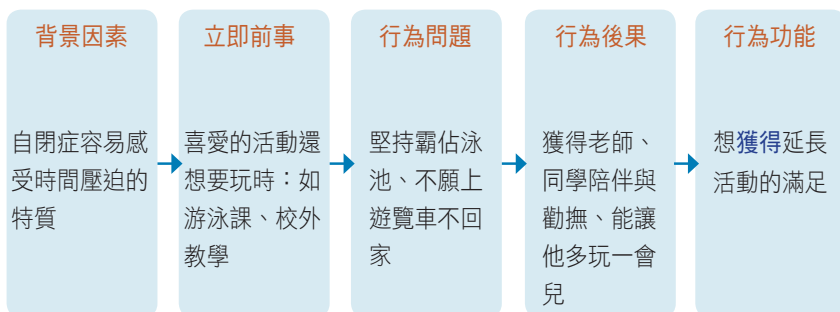 背景因素
自閉症容易感
受時間壓迫的
特質
立即前事
喜愛的活動還
想要玩時：如
游泳課、校外
教學
行為問題
堅持霸佔泳
池、不願上
遊覽車不回
家
行為後果
獲得老師、
同學陪伴與
勸撫、能讓
他多玩一會
兒
行為功能
想獲得延長
活動的滿足